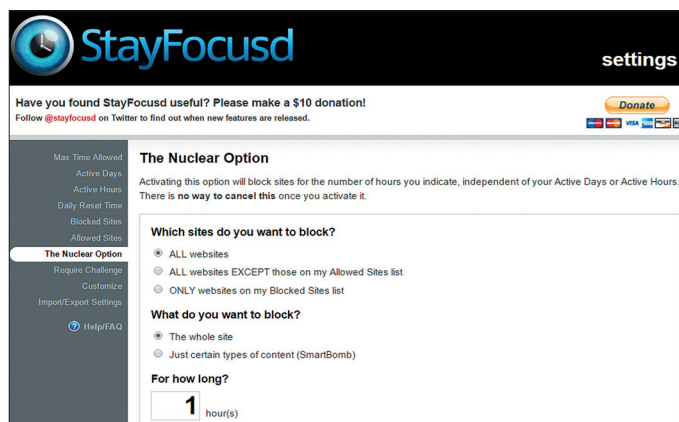 StayFocusd
settings
Have you found StayFocusd useful? Please make a $10 donation!
Follow @stayfocusd on Twitter to find out when new features are released.
Donate
VISA
Max Time Allowed
Active Days
Active Hours
Daily Reset Time
Blocked Sites
Allowed Sites
The Nuclear Option
Require Challenge
Customize
Import/Export Settings
? Help/FAQ
The Nuclear Option
Activating this option will block sites for the number of hours you indicate, independent of your Active Days or Active Hours.
There is no way to cancel this once you activate it.
Which sites do you want to block?
ALL websites
ALL websites EXCEPT those on my Allowed Sites list
ONLY websites on my Blocked Sites list
What do you want to block?
The whole site
Just certain types of content (SmartBomb)
For how long?
1 hour(s)